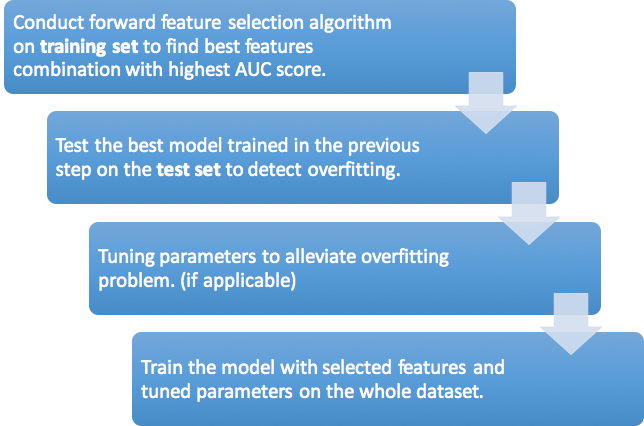 Conduct forward feature selection algorithm
on training set to find best features
combination with highest AUC score.
Test the best model trained in the previous
step on the test set to detect overfitting.
Tuning parameters to alleviate overfitting
problem. (if applicable)
Train the model with selected features and
tuned parameters on the whole dataset.